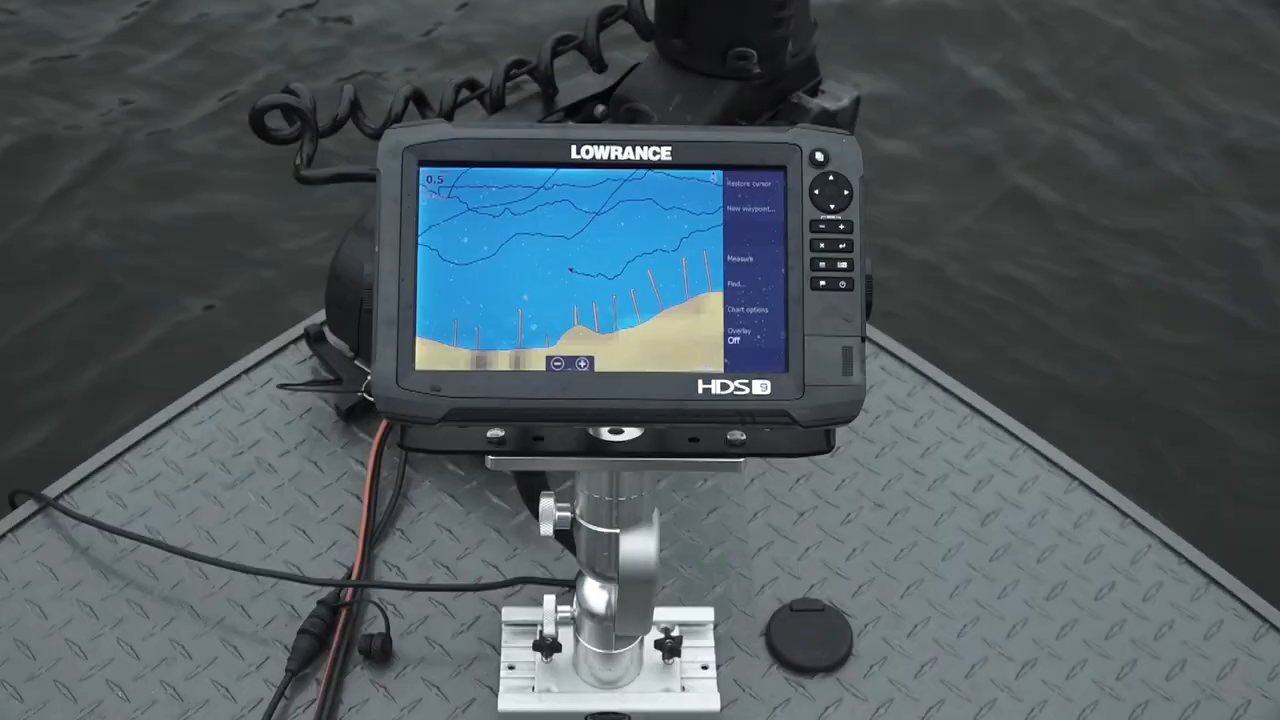 LOWRANCE
0.5
Restore cursor
New waypoint...
Measure
Find...
Chart options
Overlay
Off
HDS 9